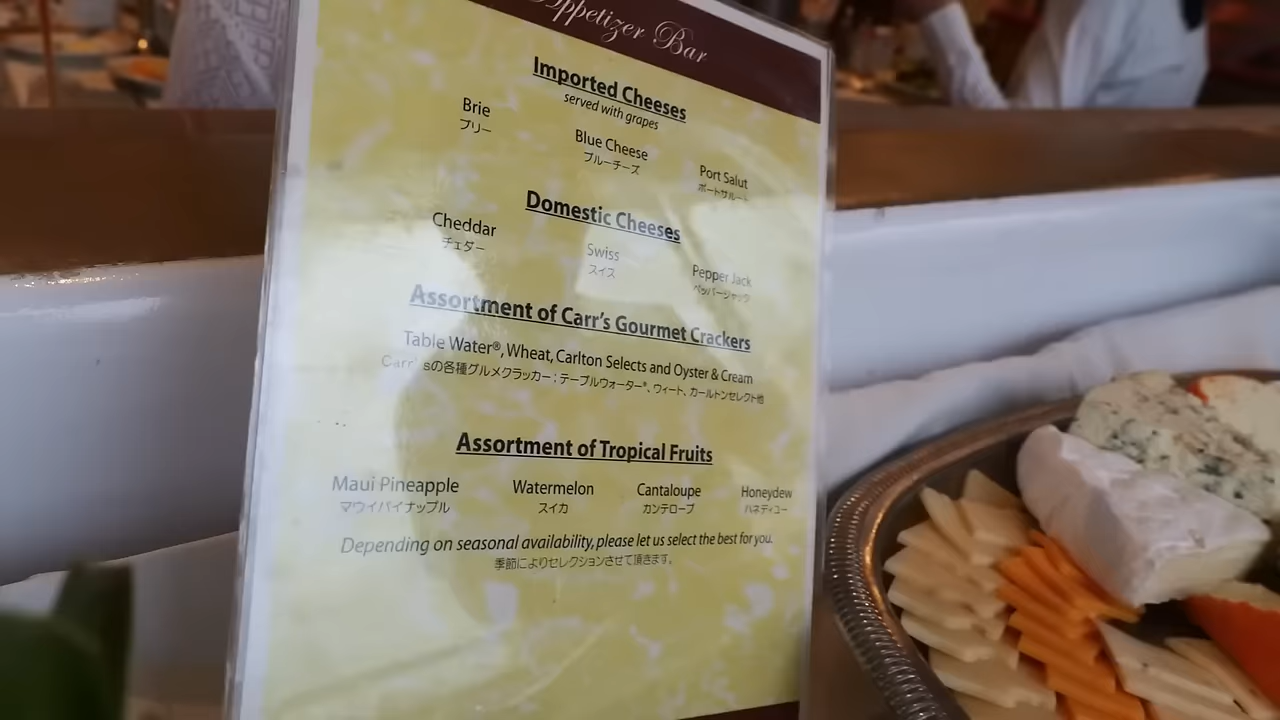 Appetizer Bar
Imported Cheeses
served with grapes
Brie
ブリー
Blue Cheese
ブルーチーズ
Port Salut
ポートサルート
Domestic Cheeses
Cheddar
チェダー
Swiss
スイス
Pepper Jack
ペッパージャック
Assortment of Carr's Gourmet Crackers
Table Water®, Wheat, Carlton Selects and Oyster & Cream
Carr'sの各種グルメクラッカー；テーブルウォーター®、ウィート、カールトンセレクト他
Assortment of Tropical Fruits
Maui Pineapple
マウイパイナップル
Watermelon
スイカ
Cantaloupe
カンテロープ
Honeydew
ハネディユー
Depending on seasonal availability, please let us select the best for you.
季節によりセレクションさせて頂きます。